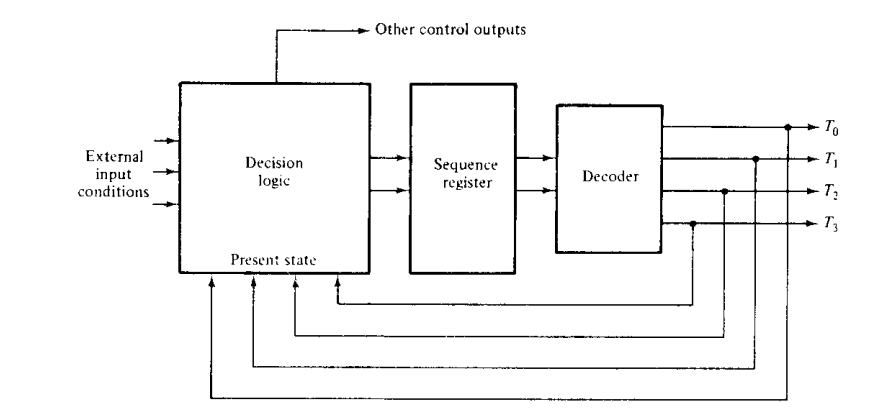 Other control outputs
External
input
conditions
Decision
logic
Present state
Sequence
register
Decoder
T0
T1
T2
T3